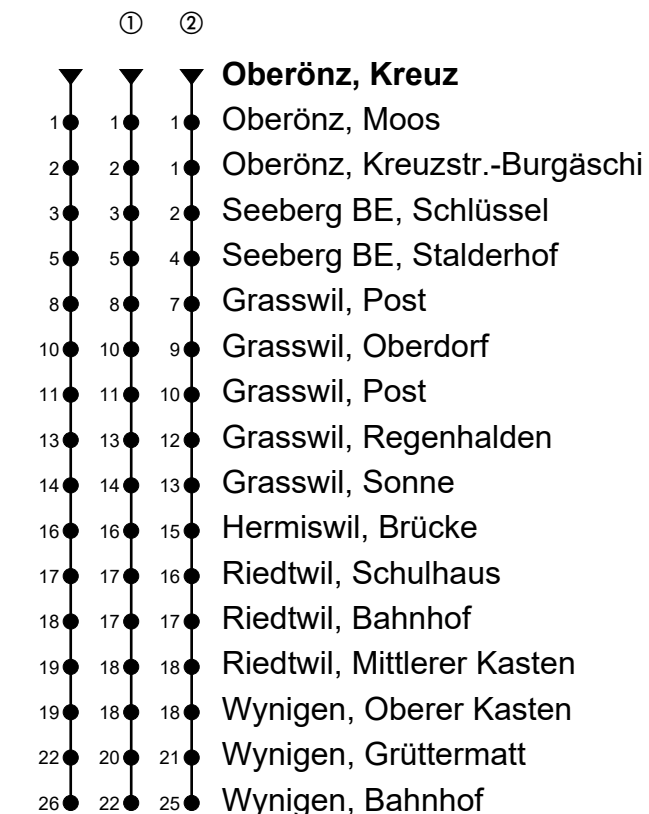 ① ②
Oberönz, Kreuz
1 1 1 Oberönz, Moos
2 2 1 Oberönz, Kreuzstr.-Burgäschi
3 3 2 Seeberg BE, Schlüssel
5 5 4 Seeberg BE, Stalderhof
8 8 7 Grasswil, Post
10 10 9 Grasswil, Oberdorf
11 11 10 Grasswil, Post
13 13 12 Grasswil, Regenhalden
14 14 13 Grasswil, Sonne
16 16 15 Hermiswil, Brücke
17 17 16 Riedtwil, Schulhaus
18 17 17 Riedtwil, Bahnhof
19 18 18 Riedtwil, Mittlerer Kasten
19 18 18 Wynigen, Oberer Kasten
22 20 21 Wynigen, Grüttermatt
26 22 25 Wynigen, Bahnhof